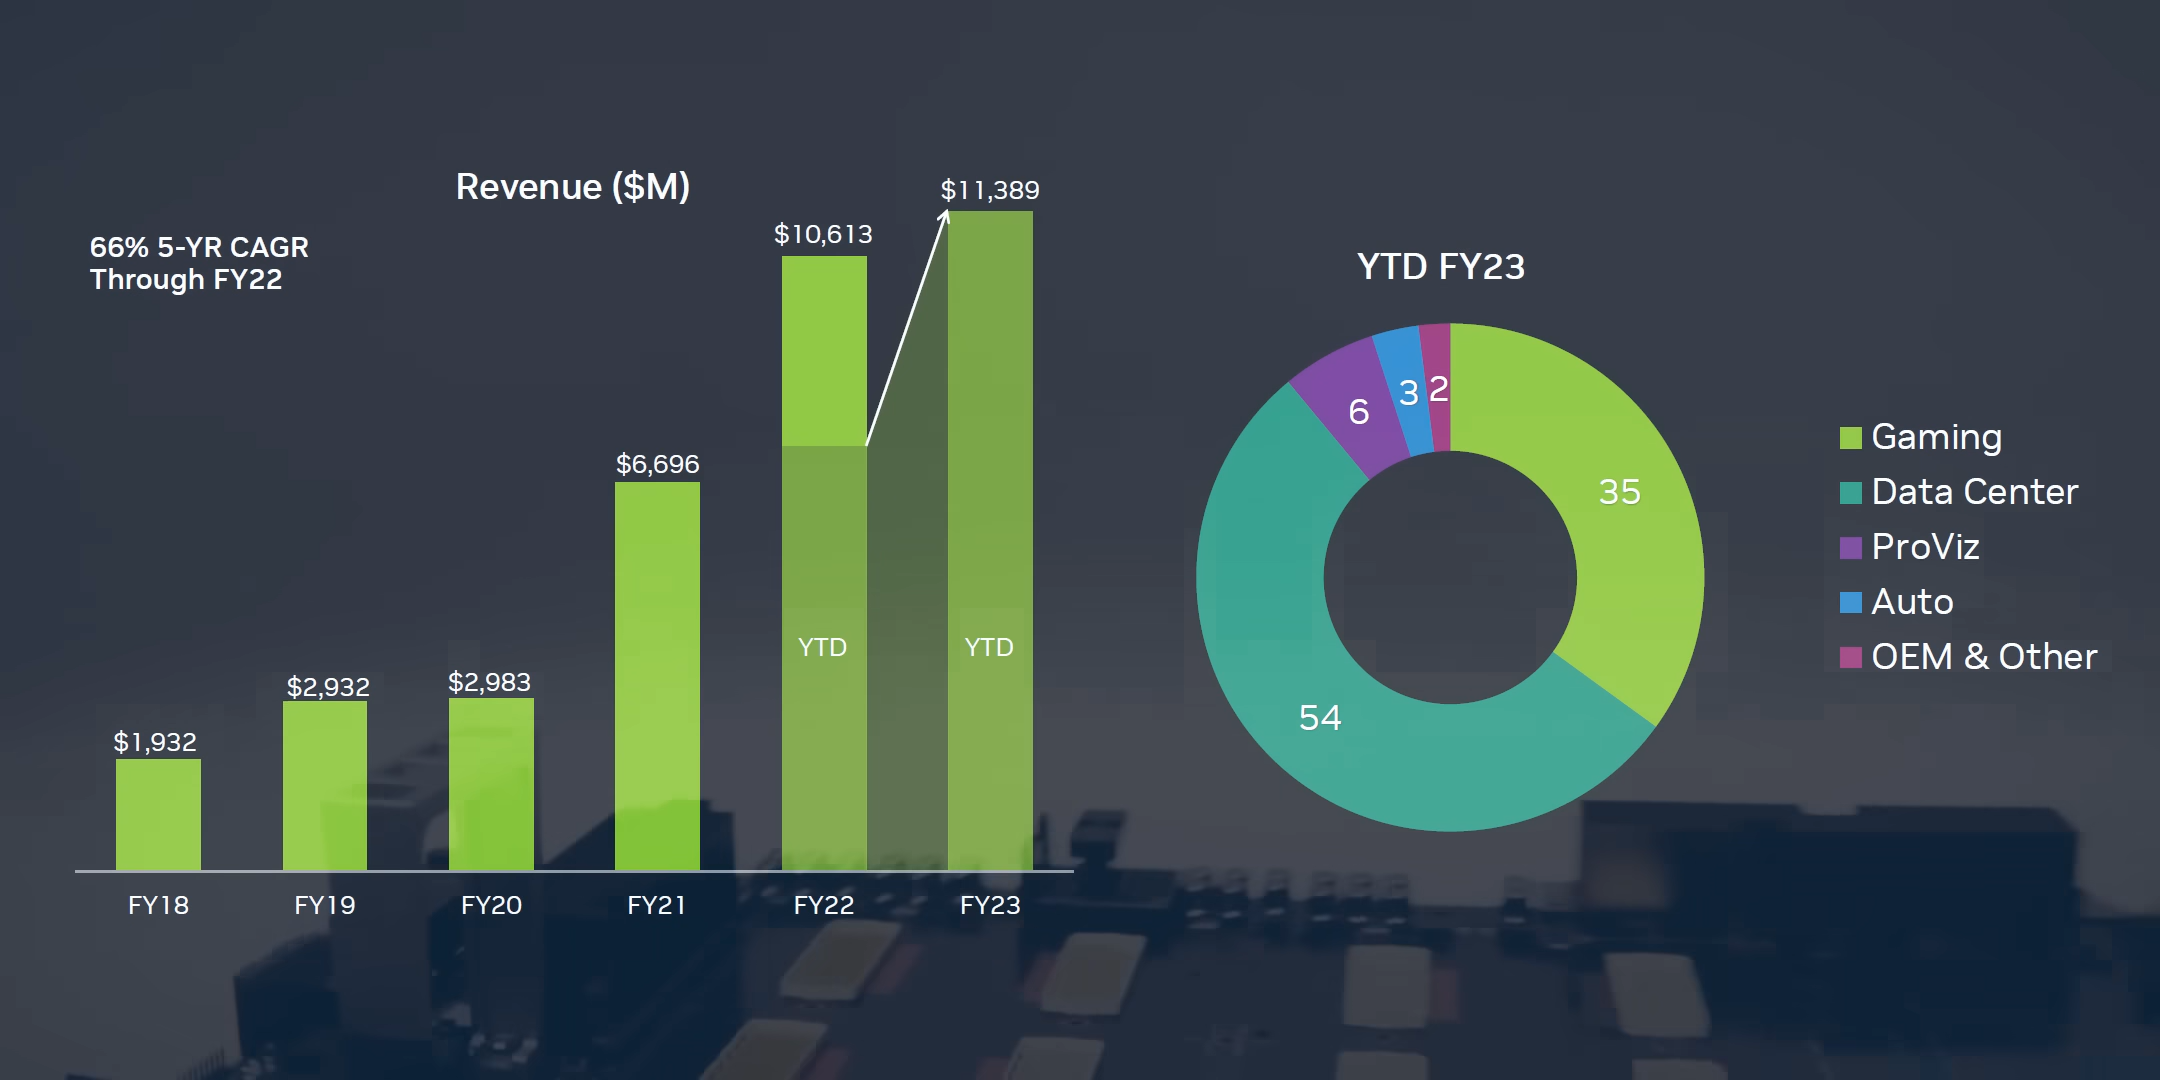 Revenue ($M)
66% 5-YR CAGR
Through FY22
$1,932
$2,932
$2,983
$6,696
$10,613
$11,389
YTD
YTD
FY18
FY19
FY20
FY21
FY22
FY23
YTD FY23
35
54
6
3
2
Gaming
Data Center
ProViz
Auto
OEM & Other